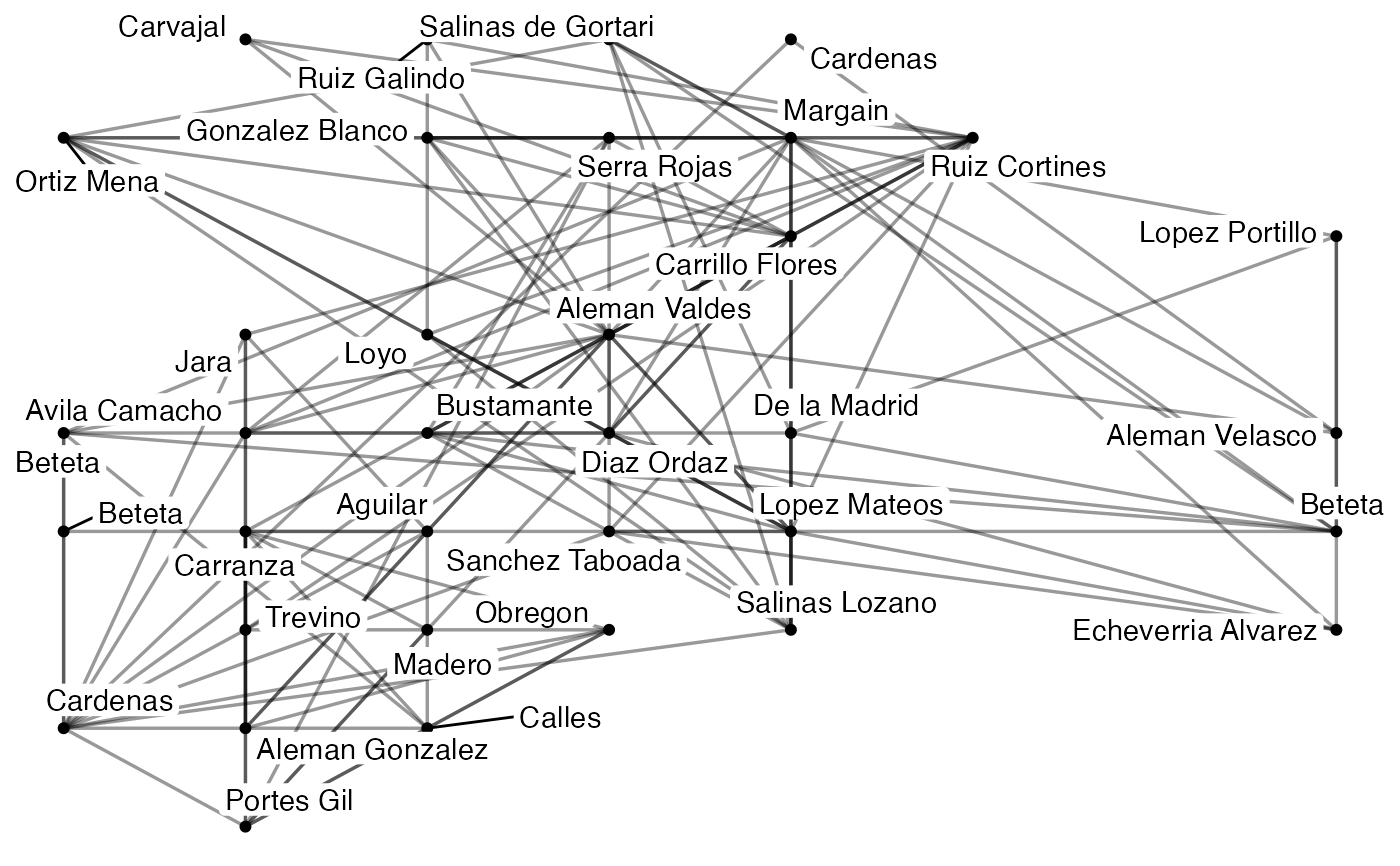 Carvajal
Salinas de Gortari
Cardenas
Ruiz Galindo
Margain
Gonzalez Blanco
Serra Rojas
Ruiz Cortines
Ortiz Mena
Lopez Portillo
Carrillo Flores
Aleman Valdes
Jara
Loyo
Avila Camacho
Bustamante
De la Madrid
Aleman Velasco
Beteta
Diaz Ordaz
Beteta
Aguilar
Lopez Mateos
Beteta
Carranza
Sanchez Taboada
Trevino
Obregon
Salinas Lozano
Echeverria Alvarez
Madero
Cardenas
Calles
Aleman Gonzalez
Portes Gil